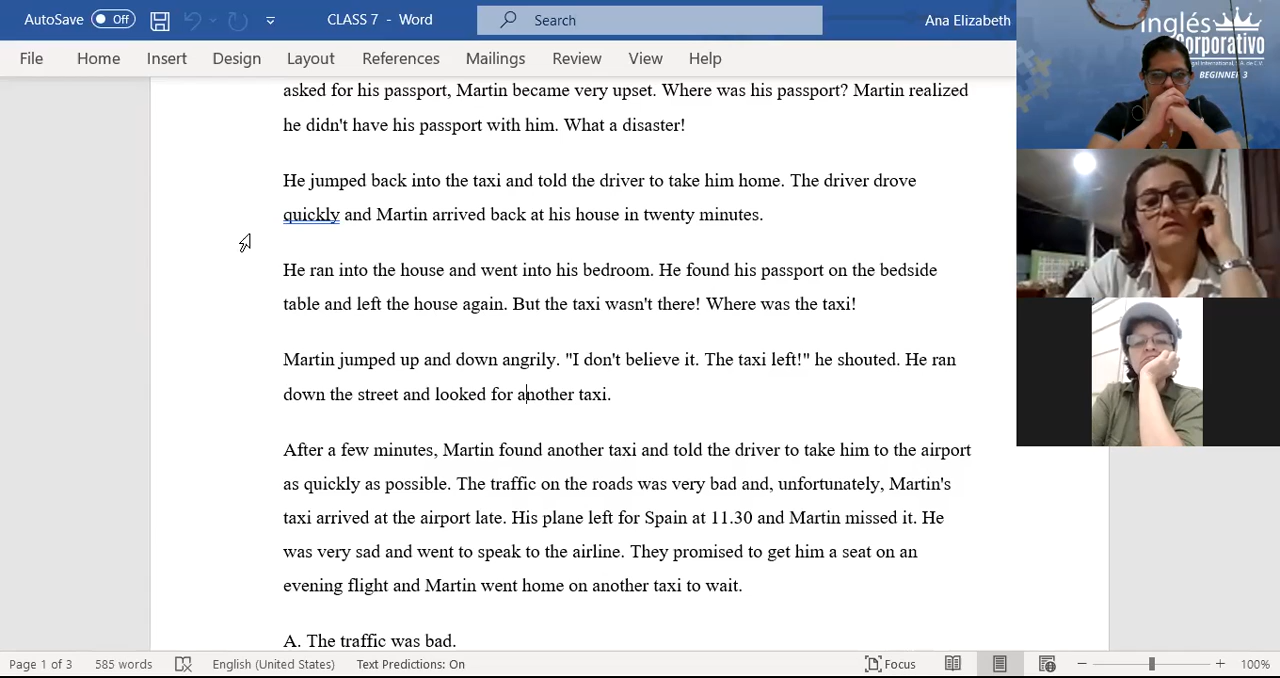 AutoSave Off CLASS 7 - Word Search Ana Elizabeth
File Home Insert Design Layout References Mailings Review View Help
inglés
Corporativo
BEGINNER 3
asked for his passport, Martin became very upset. Where was his passport? Martin realized
he didn't have his passport with him. What a disaster!
He jumped back into the taxi and told the driver to take him home. The driver drove
quickly and Martin arrived back at his house in twenty minutes.
He ran into the house and went into his bedroom. He found his passport on the bedside
table and left the house again. But the taxi wasn't there! Where was the taxi!
Martin jumped up and down angrily. "I don't believe it. The taxi left!" he shouted. He ran
down the street and looked for another taxi.
After a few minutes, Martin found another taxi and told the driver to take him to the airport
as quickly as possible. The traffic on the roads was very bad and, unfortunately, Martin's
taxi arrived at the airport late. His plane left for Spain at 11.30 and Martin missed it. He
was very sad and went to speak to the airline. They promised to get him a seat on an
evening flight and Martin went home on another taxi to wait.
A. The traffic was bad.
Page 1 of 3 585 words English (United States) Text Predictions: On Focus 100%